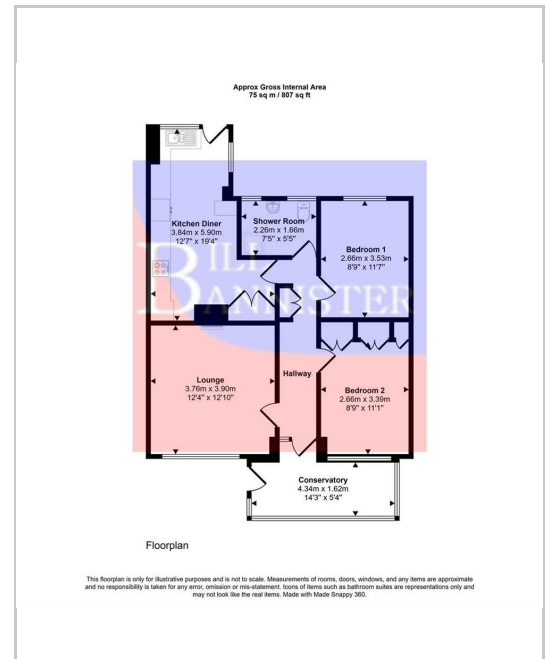 Approx Gross Internal Area
75 sq m / 807 sq ft
Kitchen Diner
3.84m x 5.90m
12'7" x 19'4"
Shower Room
2.26m x 1.66m
7'5" x 5'5"
Bedroom 1
2.66m x 3.53m
8'9" x 11'7"
BILL
BANNISTER
Lounge
3.76m x 3.90m
12'4" x 12'10"
Hallway
Bedroom 2
2.66m x 3.39m
8'9" x 11'1"
Conservatory
4.34m x 1.62m
14'3" x 5'4"
Floorplan
This floorplan is only for illustrative purposes and is not to scale. Measurements of rooms, doors, windows, and any items are approximate
and no responsibility is taken for any error, omission or mis-statement. Icons of items such as bathroom suites are representations only and
may not look like the real items. Made with Made Snappy 360.